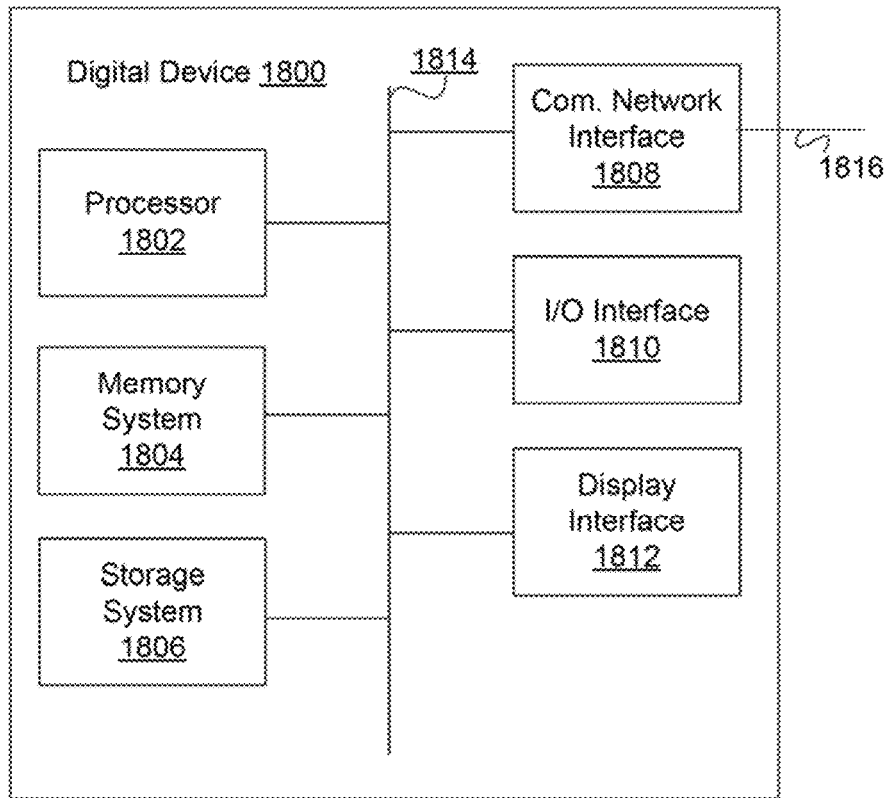 Digital Device 1800
1814
Com. Network
Interface
1808
1816
Processor
1802
I/O Interface
1810
Memory
System
1804
Display
Interface
1812
Storage
System
1806